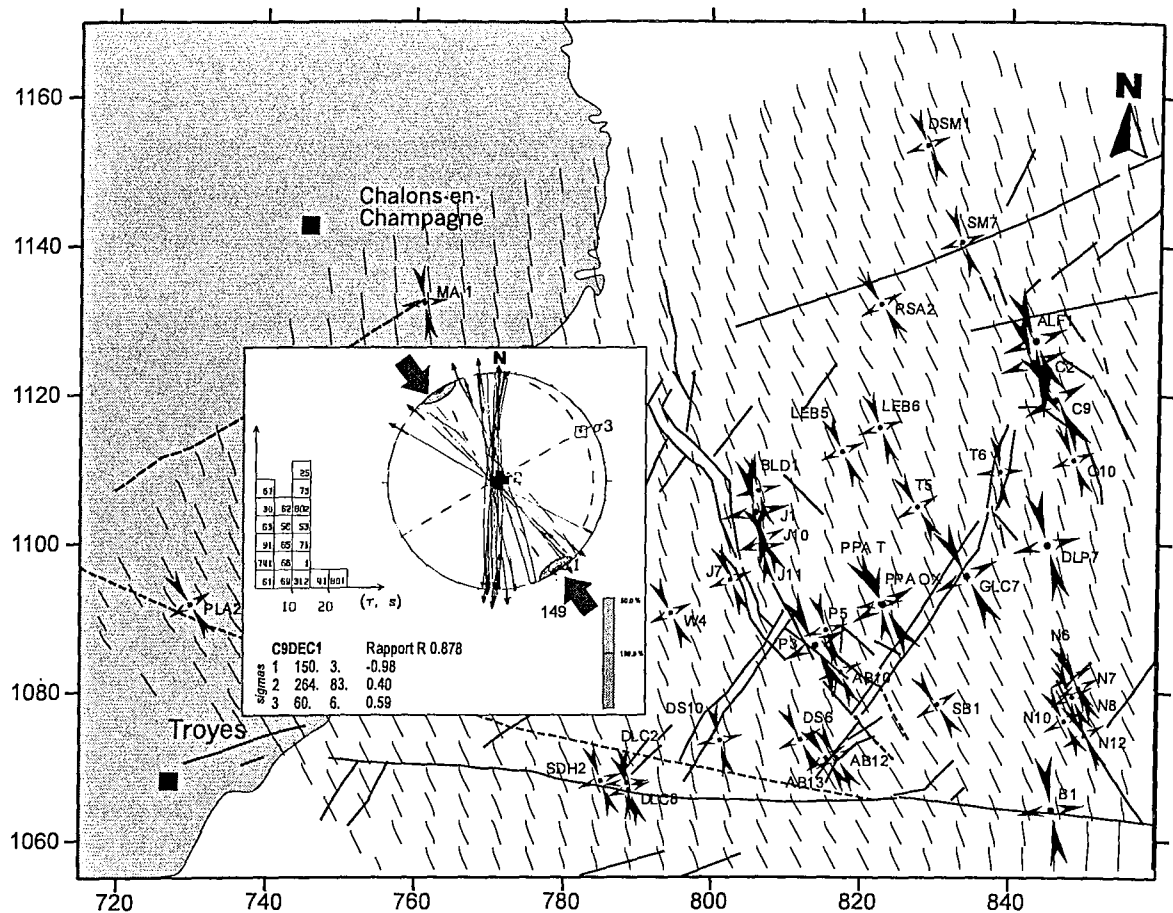 1160
1140
1120
1100
1080
1060
720
740
760
780
800
820
840
N
Chalons-en-
Champagne
Troyes
DSM1
SM7
MA 1
RSA2
ALF1
C2
C9
C10
LEB5
LEB6
T6
T5
BLD1
J1
J10
J11
J7
PPA T
PPA OX
GLC7
DLP7
PLA2
W4
P5
P3
AB10
N6
N7
N8
N10
N12
SB1
DS10
DS6
AB12
AB13
DLC2
SDH2
DLC8
B1
N
σ3
149
10 20 (τ, s)
50,0 %
C9DEC1 Rapport R 0.878
sigmas
1 150. 3. -0.98
2 264. 83. 0.40
3 60. 6. 0.59